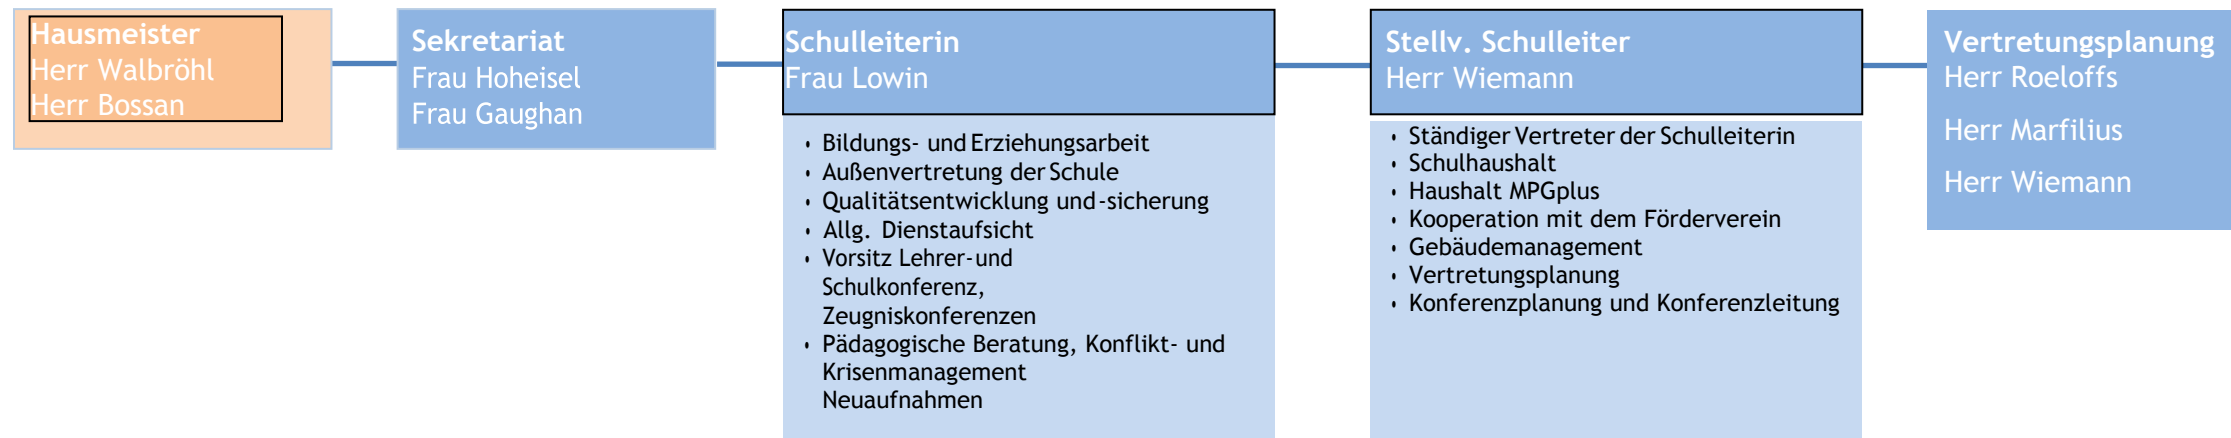 Hausmeister
Herr Walbröhl
Herr Bossan
Sekretariat
Frau Hoheisel
Frau Gaughan
Schulleiterin
Frau Lowin
• Bildungs- und Erziehungsarbeit
• Außenvertretung der Schule
• Qualitätsentwicklung und -sicherung
• Allg. Dienstaufsicht
• Vorsitz Lehrer- und
Schulkonferenz,
Zeugniskonferenzen
• Pädagogische Beratung, Konflikt- und
Krisenmanagement
Neuaufnahmen
Stellv. Schulleiter
Herr Wiemann
• Ständiger Vertreter der Schulleiterin
• Schulhaushalt
• Haushalt MPGplus
• Kooperation mit dem Förderverein
• Gebäudemanagement
• Vertretungsplanung
• Konferenzplanung und Konferenzleitung
Vertretungsplanung
Herr Roeloffs
Herr Marfilius
Herr Wiemann